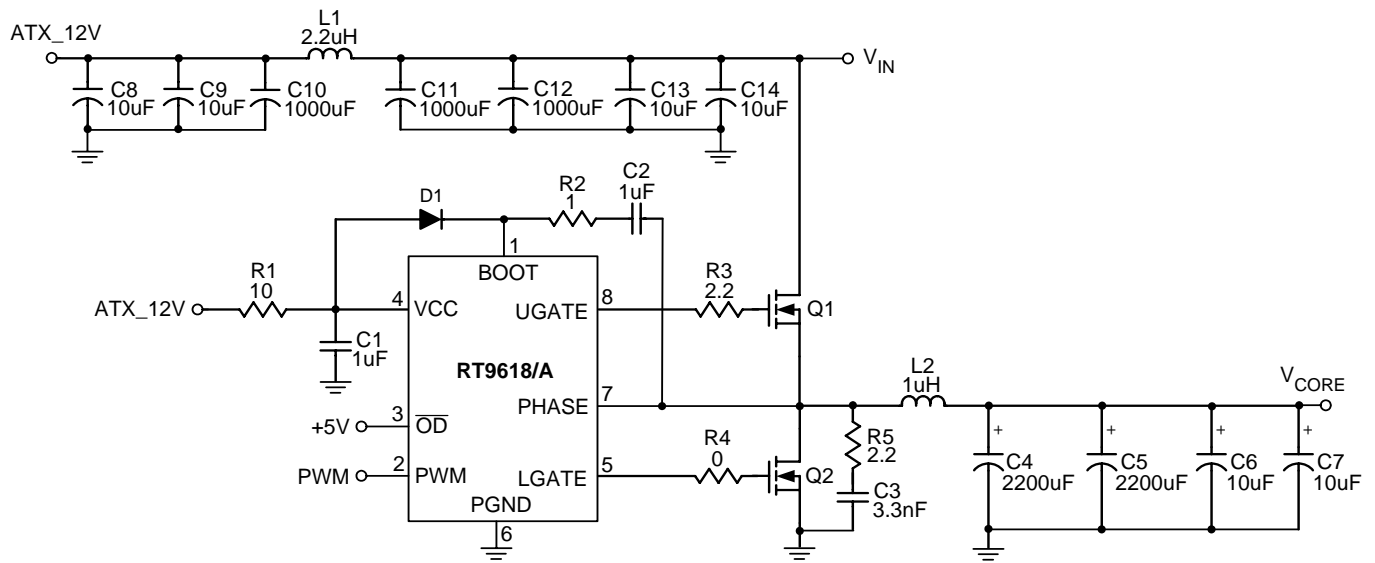 ATX_12V
L1
2.2uH
VIN
C8
10uF
C9
10uF
C10
1000uF
C11
1000uF
C12
1000uF
C13
10uF
C14
10uF
D1
R2
1
C2
1uF
1
BOOT
R1
10
ATX_12V
4
VCC
C1
1uF
UGATE
8
R3
2.2
Q1
RT9618/A
PHASE
7
L2
1uH
VCORE
+5V
3
OD
PWM
2
PWM
LGATE
5
R4
0
Q2
R5
2.2
C3
3.3nF
PGND
6
+
C4
2200uF
+
C5
2200uF
+
C6
10uF
+
C7
10uF